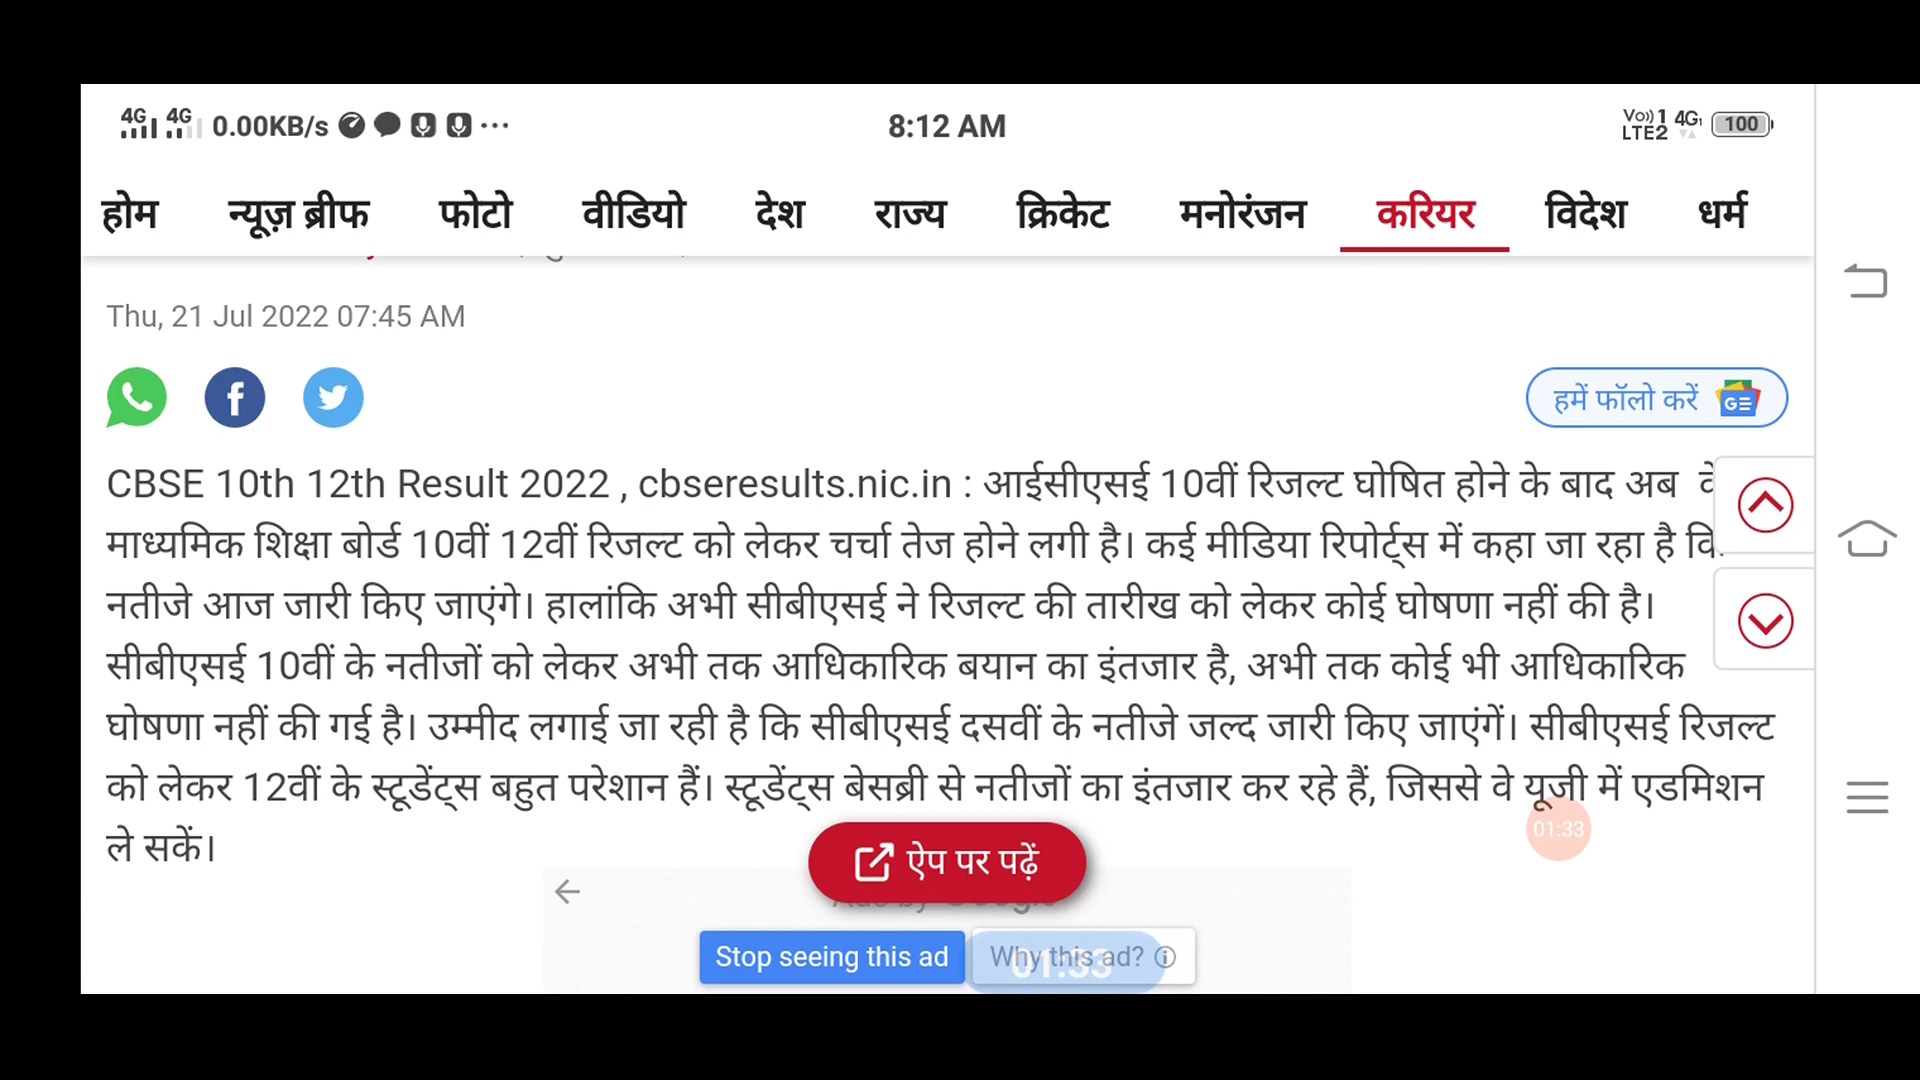 4G 4G 0.00KB/s ... 8:12 AM Vo)) 1 4G1 LTE2 100
होम न्यूज़ ब्रीफ फोटो वीडियो देश राज्य क्रिकेट मनोरंजन करियर विदेश धर्म
Thu, 21 Jul 2022 07:45 AM
हमें फॉलो करें GE
CBSE 10th 12th Result 2022 , cbseresults.nic.in : आईसीएसई 10वीं रिजल्ट घोषित होने के बाद अब
माध्यमिक शिक्षा बोर्ड 10वीं 12वीं रिजल्ट को लेकर चर्चा तेज होने लगी है। कई मीडिया रिपोर्ट्स में कहा जा रहा है कि
नतीजे आज जारी किए जाएंगे। हालांकि अभी सीबीएसई ने रिजल्ट की तारीख को लेकर कोई घोषणा नहीं की है।
सीबीएसई 10वीं के नतीजों को लेकर अभी तक आधिकारिक बयान का इंतजार है, अभी तक कोई भी आधिकारिक
घोषणा नहीं की गई है। उम्मीद लगाई जा रही है कि सीबीएसई दसवीं के नतीजे जल्द जारी किए जाएंगें। सीबीएसई रिजल्ट
को लेकर 12वीं के स्टूडेंट्स बहुत परेशान हैं। स्टूडेंट्स बेसब्री से नतीजों का इंतजार कर रहे हैं, जिससे वे यूजी में एडमिशन
ले सकें।
01:33
ऐप पर पढ़ें
Stop seeing this ad Why this ad?
01:33